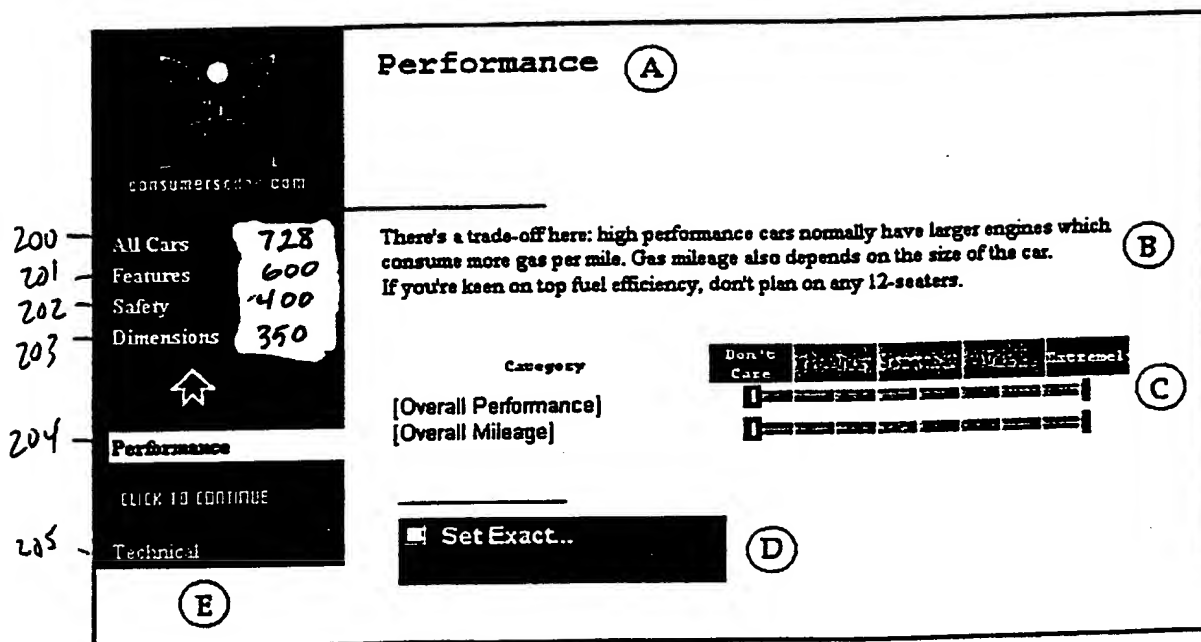 Performance A
200 All Cars 728
201 Features 600
202 Safety 400
203 Dimensions 350
204 Performance
CLICK TO CONTINUE
205 Technical
E
There's a trade-off here: high performance cars normally have larger engines which
consume more gas per mile. Gas mileage also depends on the size of the car.
If you're keen on top fuel efficiency, don't plan on any 12-seaters.
B
Category Don't Care Extremely
[Overall Performance]
[Overall Mileage]
C
Set Exact...
D